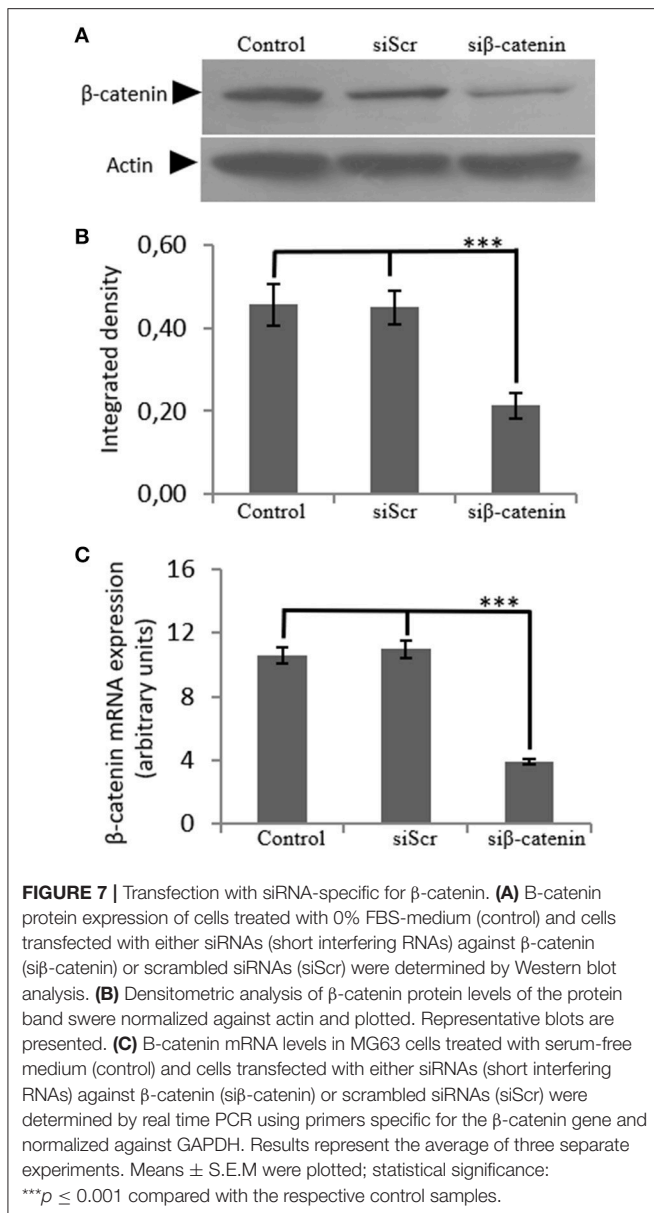 A
Control siScr siβ-catenin
β-catenin
Actin
B
Integrated density
0,60
0,40
0,20
0,00
***
Control siScr siβ-catenin
C
β-catenin mRNA expression
(arbitrary units)
16
12
8
4
0
***
Control siScr siβ-catenin
FIGURE 7 | Transfection with siRNA-specific for β-catenin. (A) B-catenin
protein expression of cells treated with 0% FBS-medium (control) and cells
transfected with either siRNAs (short interfering RNAs) against β-catenin
(siβ-catenin) or scrambled siRNAs (siScr) were determined by Western blot
analysis. (B) Densitometric analysis of β-catenin protein levels of the protein
band swere normalized against actin and plotted. Representative blots are
presented. (C) B-catenin mRNA levels in MG63 cells treated with serum-free
medium (control) and cells transfected with either siRNAs (short interfering
RNAs) against β-catenin (siβ-catenin) or scrambled siRNAs (siScr) were
determined by real time PCR using primers specific for the β-catenin gene and
normalized against GAPDH. Results represent the average of three separate
experiments. Means ± S.E.M were plotted; statistical significance:
***p ≤ 0.001 compared with the respective control samples.